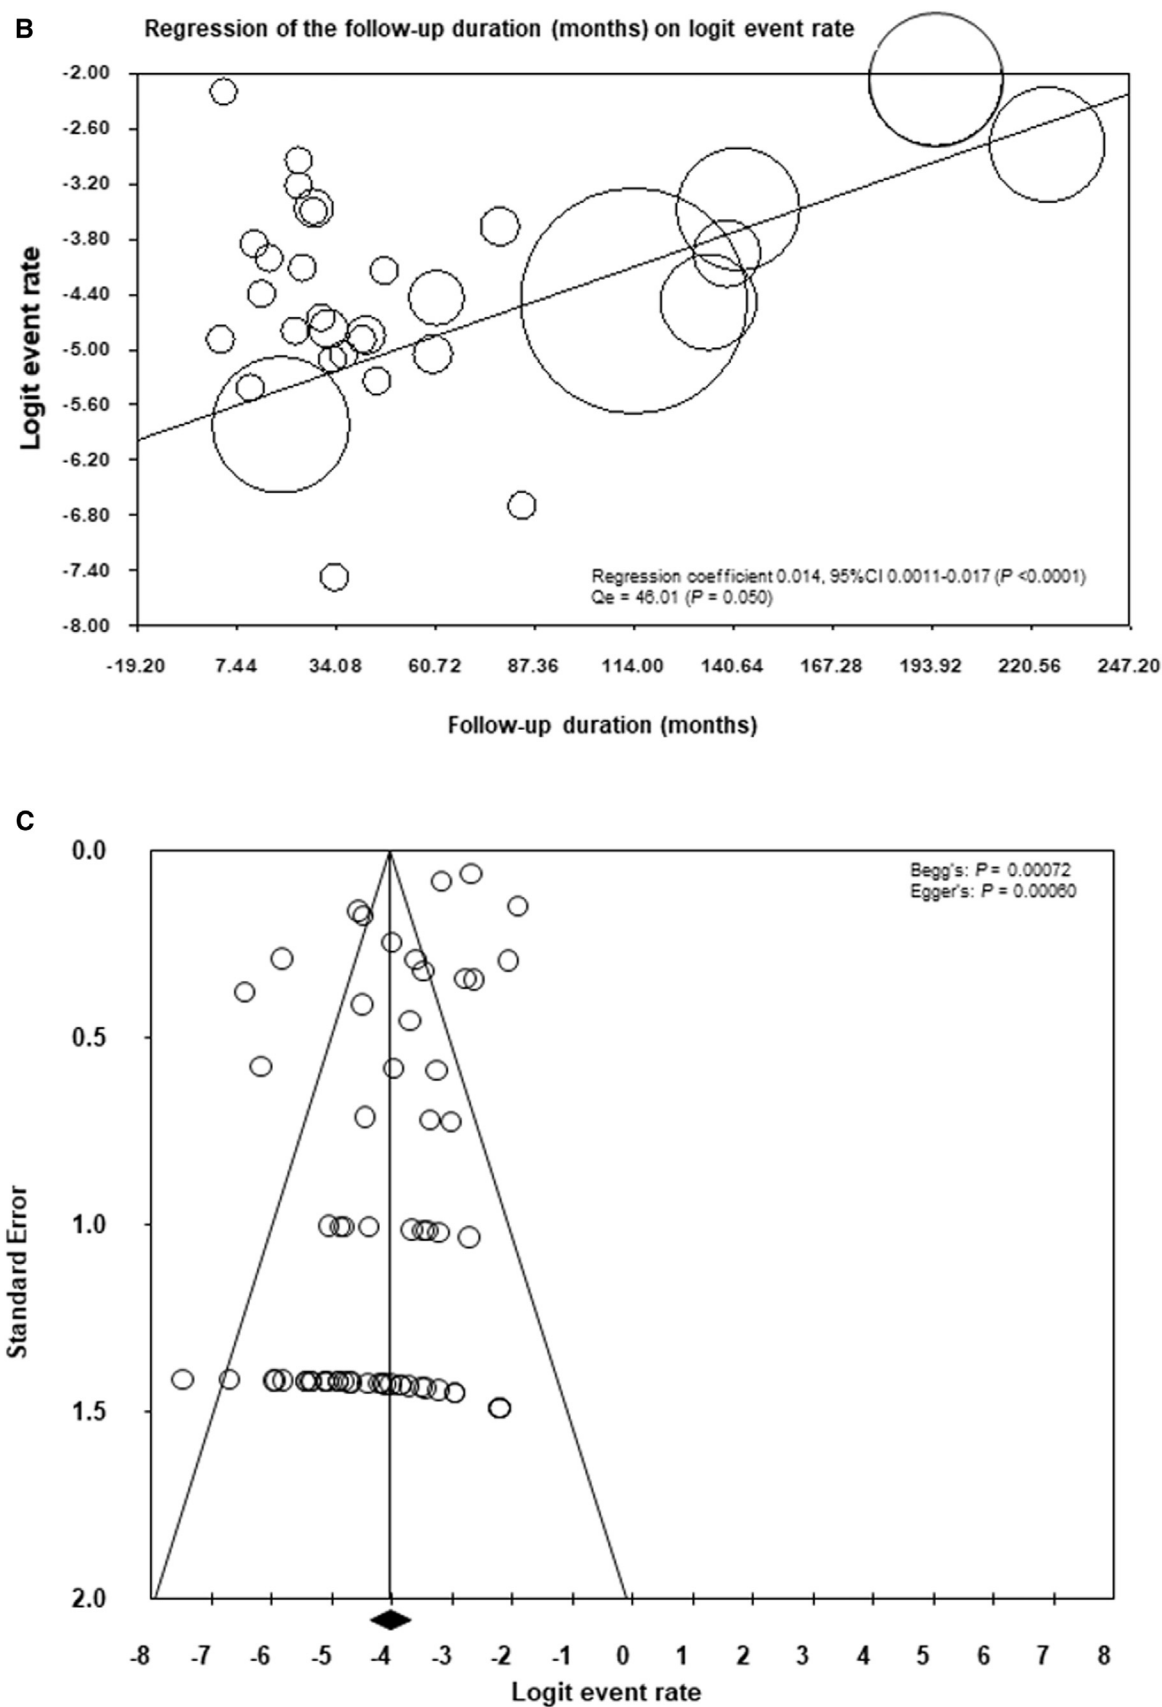 B
Regression of the follow-up duration (months) on logit event rate
-2.00
-2.60
-3.20
-3.80
-4.40
-5.00
-5.60
-6.20
-6.80
-7.40
-8.00
Logit event rate
Regression coefficient 0.014, 95%CI 0.0011-0.017 (P <0.0001)
Qe = 46.01 (P = 0.050)
-19.20 7.44 34.08 60.72 87.36 114.00 140.64 167.28 193.92 220.56 247.20
Follow-up duration (months)
C
0.0
0.5
1.0
1.5
2.0
Standard Error
Begg's: P = 0.00072
Egger's: P = 0.00060
-8 -7 -6 -5 -4 -3 -2 -1 0 1 2 3 4 5 6 7 8
Logit event rate